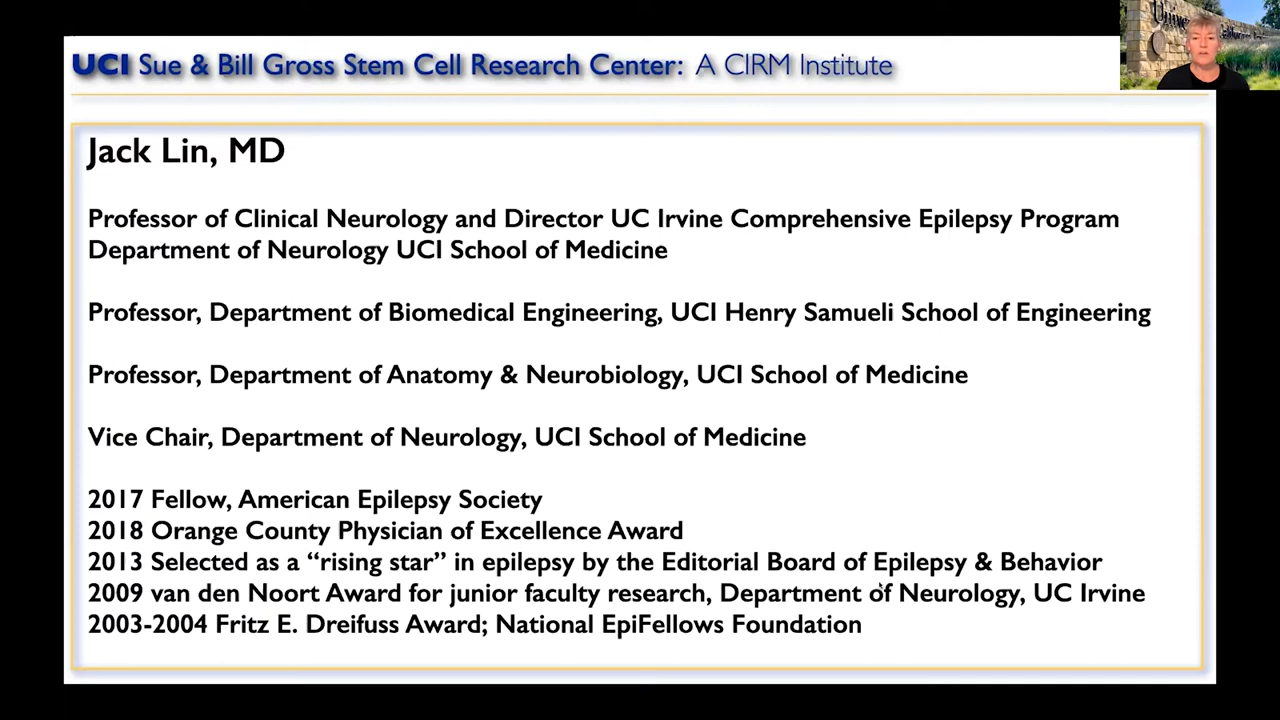 UCI Sue & Bill Gross Stem Cell Research Center: A CIRM Institute
Jack Lin, MD
Professor of Clinical Neurology and Director UC Irvine Comprehensive Epilepsy Program
Department of Neurology UCI School of Medicine
Professor, Department of Biomedical Engineering, UCI Henry Samueli School of Engineering
Professor, Department of Anatomy & Neurobiology, UCI School of Medicine
Vice Chair, Department of Neurology, UCI School of Medicine
2017 Fellow, American Epilepsy Society
2018 Orange County Physician of Excellence Award
2013 Selected as a “rising star” in epilepsy by the Editorial Board of Epilepsy & Behavior
2009 van den Noort Award for junior faculty research, Department of Neurology, UC Irvine
2003-2004 Fritz E. Dreifuss Award; National EpiFellows Foundation